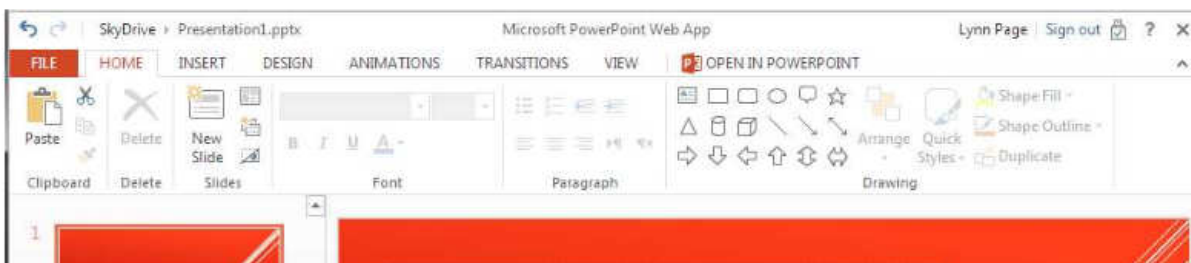 SkyDrive › Presentation1.pptx Microsoft PowerPoint Web App Lynn Page Sign out ? ×
FILE HOME INSERT DESIGN ANIMATIONS TRANSITIONS VIEW OPEN IN POWERPOINT
Paste Delete New Slide B I U A Arrange Quick Styles Shape Fill
Shape Outline
Duplicate
Clipboard Delete Slides Font Paragraph Drawing
1